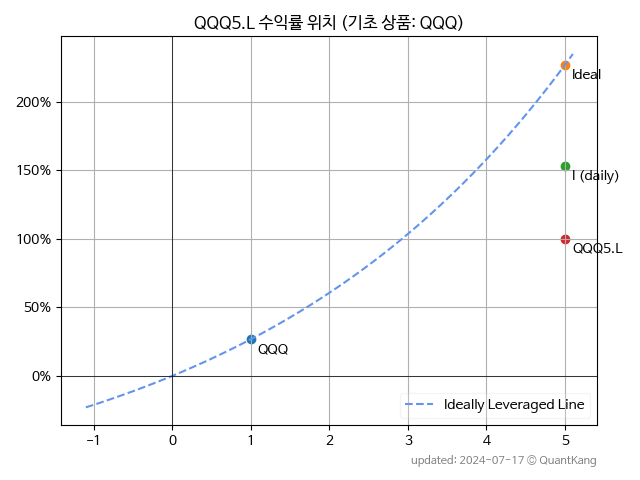 QQQ5.L 수익률 위치 (기초 상품: QQQ)
200%
150%
100%
50%
0%
Ideal
I (daily)
QQQ5.L
QQQ
Ideally Leveraged Line
-1
0
1
2
3
4
5
updated: 2024-07-17 © QuantKang